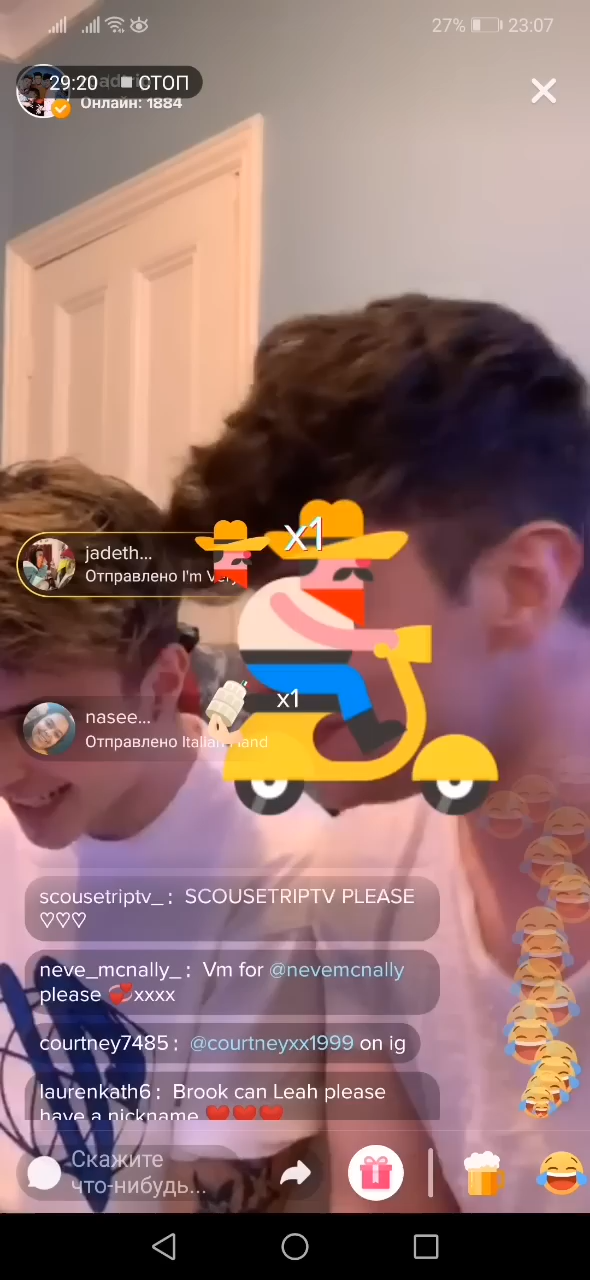 27% 23:07
29:20 СТОП
Онлайн: 1884
jadeth...
Отправлено I'm Very
x1
x1
nasee...
Отправлено Italian Hand
scousetriptv_ : SCOUSETRIPTV PLEASE
♡♡♡
neve_mcnally_ : Vm for @nevemcnally
please 💞xxxx
courtney7485 : @courtneyxx1999 on ig
laurenkath6 : Brook can Leah please
have a nickname ❤️❤️❤️
Скажите
что-нибудь...